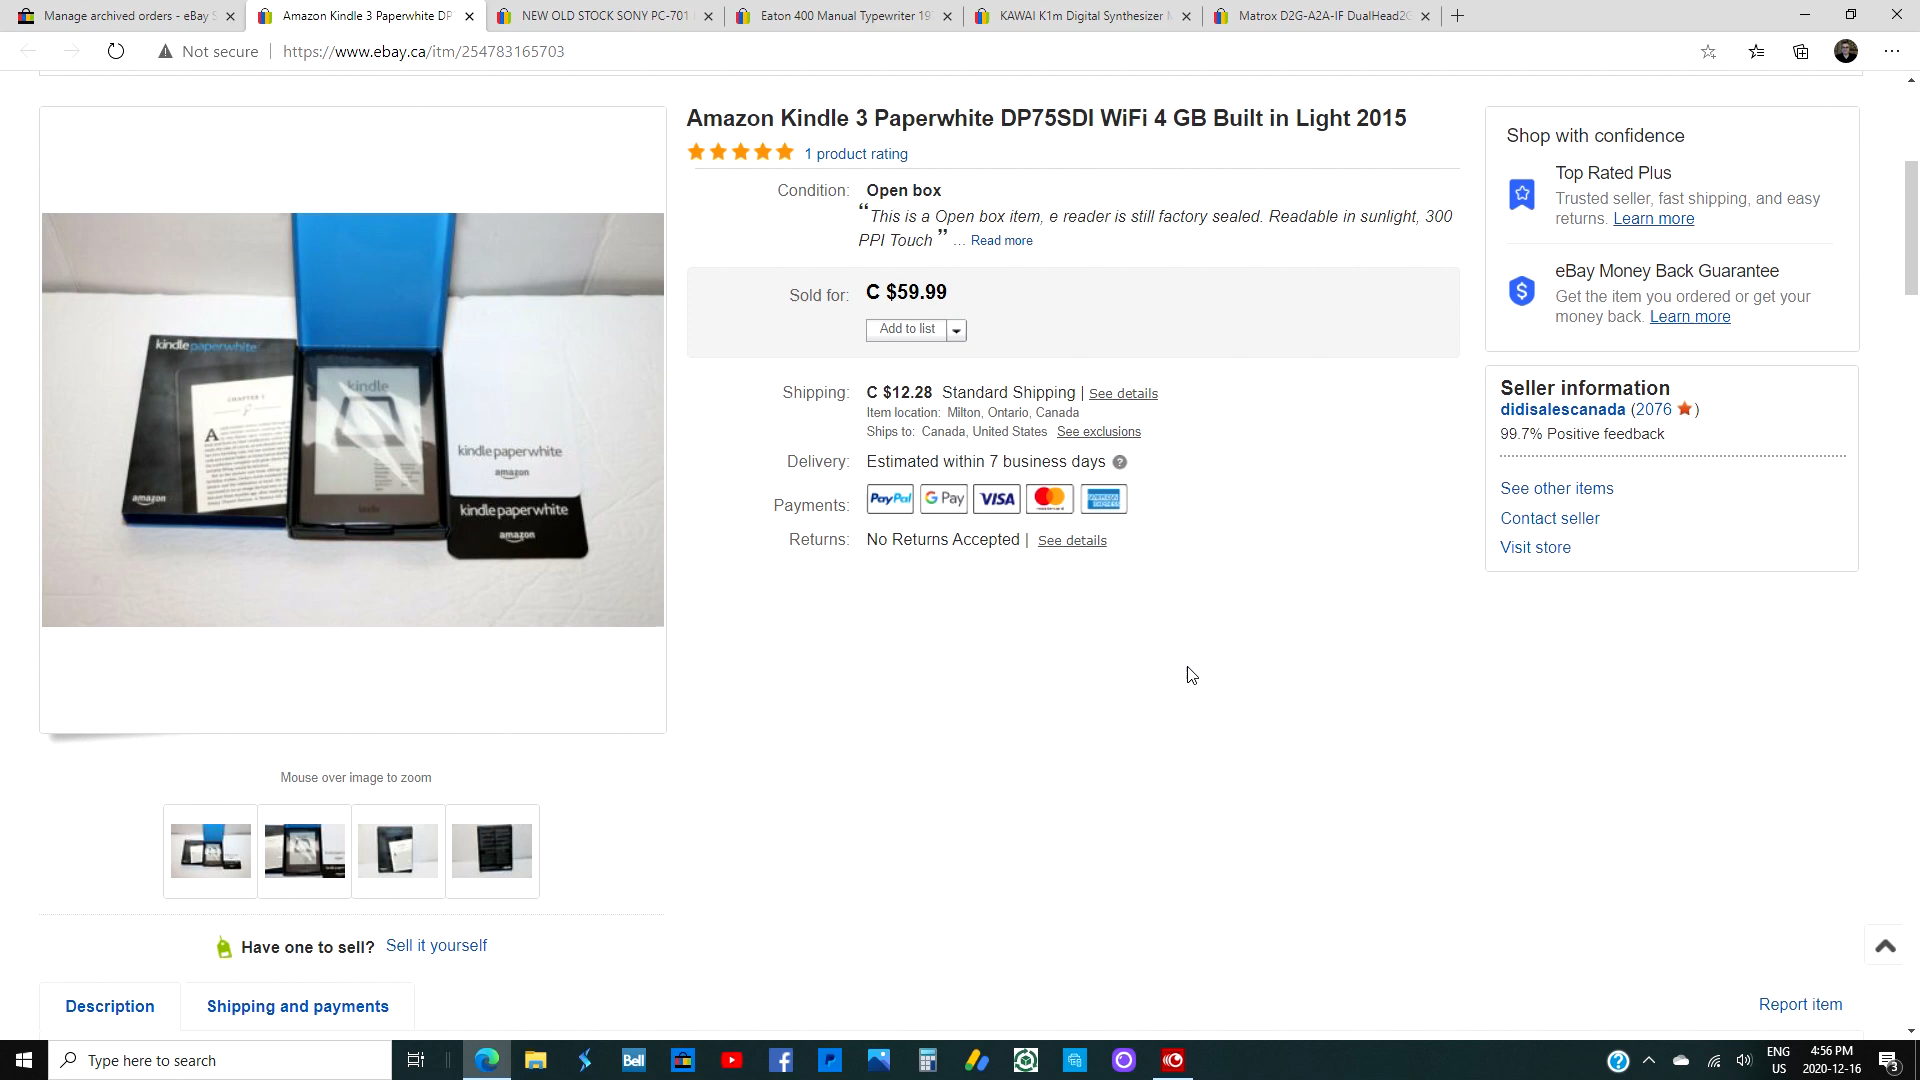 Manage archived orders - eBay S
Amazon Kindle 3 Paperwhite DP
NEW OLD STOCK SONY PC-701
Eaton 400 Manual Typewriter 19
KAWAI K1m Digital Synthesizer
Matrox D2G-A2A-IF DualHead2G
Not secure
https://www.ebay.ca/itm/254783165703
Amazon Kindle 3 Paperwhite DP75SDI WiFi 4 GB Built in Light 2015
1 product rating
Condition: Open box
“This is a Open box item, e reader is still factory sealed. Readable in sunlight, 300
PPI Touch ” ... Read more
Sold for: C $59.99
Add to list
Shipping: C $12.28 Standard Shipping | See details
Item location: Milton, Ontario, Canada
Ships to: Canada, United States See exclusions
Delivery: Estimated within 7 business days
Payments: PayPal G Pay VISA
Returns: No Returns Accepted | See details
Shop with confidence
Top Rated Plus
Trusted seller, fast shipping, and easy
returns. Learn more
eBay Money Back Guarantee
Get the item you ordered or get your
money back. Learn more
Seller information
didisalescanada (2076)
99.7% Positive feedback
See other items
Contact seller
Visit store
kindle paperwhite
CHAPTER I
A
amazon
kindle
kindle
kindle paperwhite
amazon
kindle paperwhite
amazon
Mouse over image to zoom
Have one to sell? Sell it yourself
Description
Shipping and payments
Report item
Type here to search
Bell
ENG
US
4:56 PM
2020-12-16
3